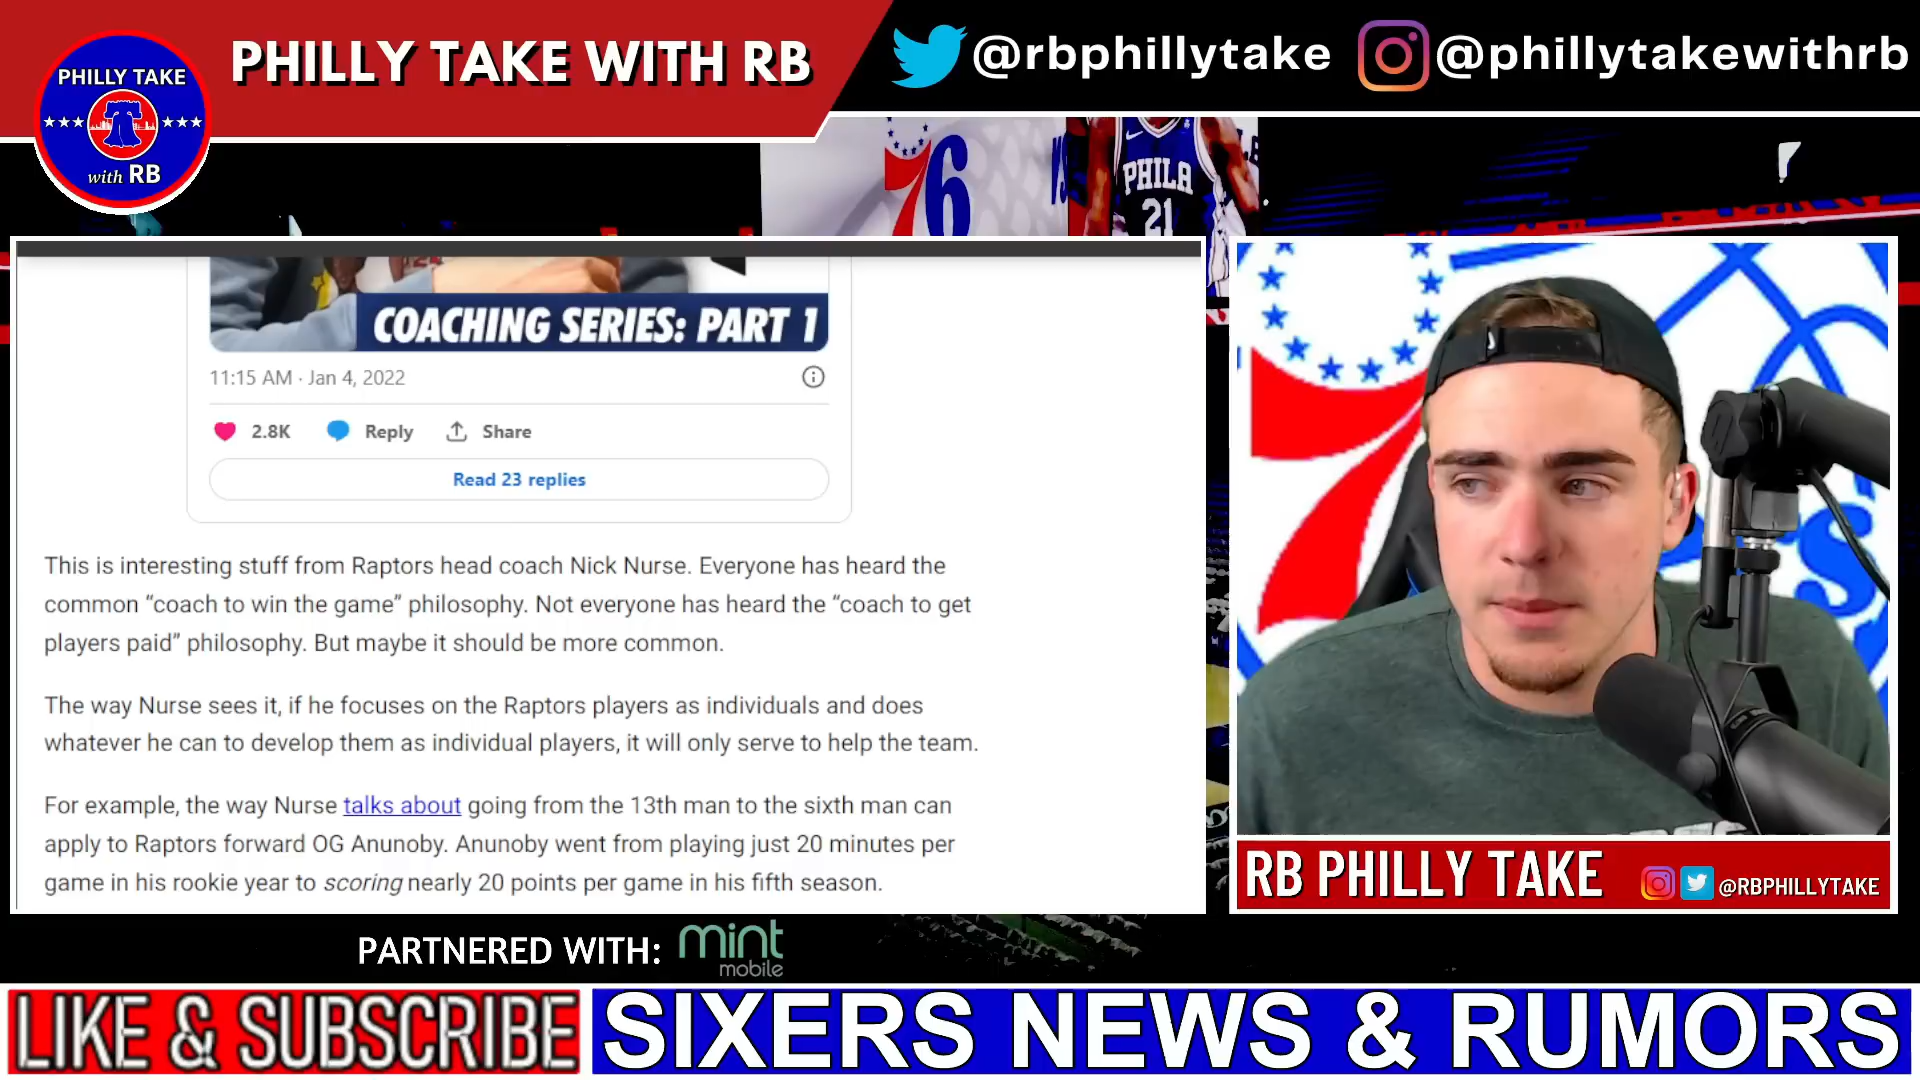 PHILLY TAKE
with RB
PHILLY TAKE WITH RB
@rbphillytake
@phillytakewithrb
76
PHILA
21
COACHING SERIES: PART 1
11:15 AM · Jan 4, 2022
2.8K Reply Share
Read 23 replies
This is interesting stuff from Raptors head coach Nick Nurse. Everyone has heard the
common “coach to win the game” philosophy. Not everyone has heard the “coach to get
players paid” philosophy. But maybe it should be more common.
The way Nurse sees it, if he focuses on the Raptors players as individuals and does
whatever he can to develop them as individual players, it will only serve to help the team.
For example, the way Nurse talks about going from the 13th man to the sixth man can
apply to Raptors forward OG Anunoby. Anunoby went from playing just 20 minutes per
game in his rookie year to scoring nearly 20 points per game in his fifth season.
RB PHILLY TAKE
@RBPHILLYTAKE
PARTNERED WITH:
mint
mobile
LIKE & SUBSCRIBE
SIXERS NEWS & RUMORS